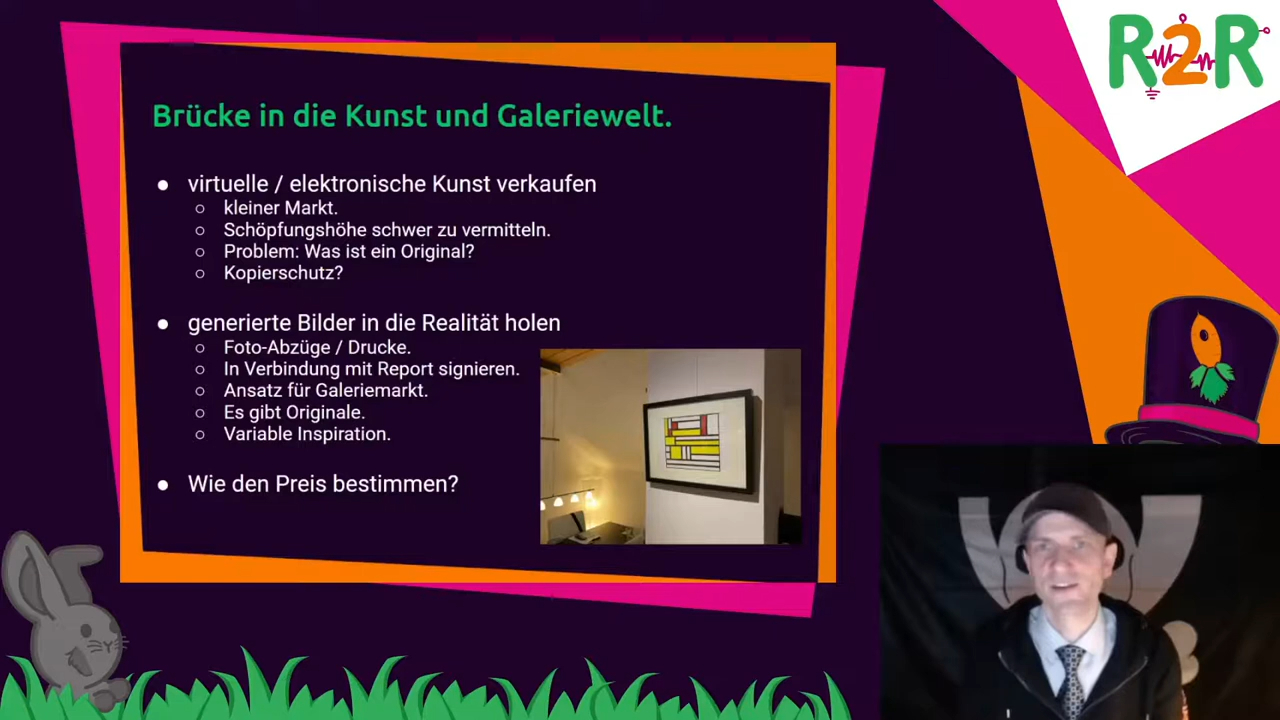 R2R
Brücke in die Kunst und Galeriewelt.
● virtuelle / elektronische Kunst verkaufen
○ kleiner Markt.
○ Schöpfungshöhe schwer zu vermitteln.
○ Problem: Was ist ein Original?
○ Kopierschutz?
● generierte Bilder in die Realität holen
○ Foto-Abzüge / Drucke.
○ In Verbindung mit Report signieren.
○ Ansatz für Galeriemarkt.
○ Es gibt Originale.
○ Variable Inspiration.
● Wie den Preis bestimmen?